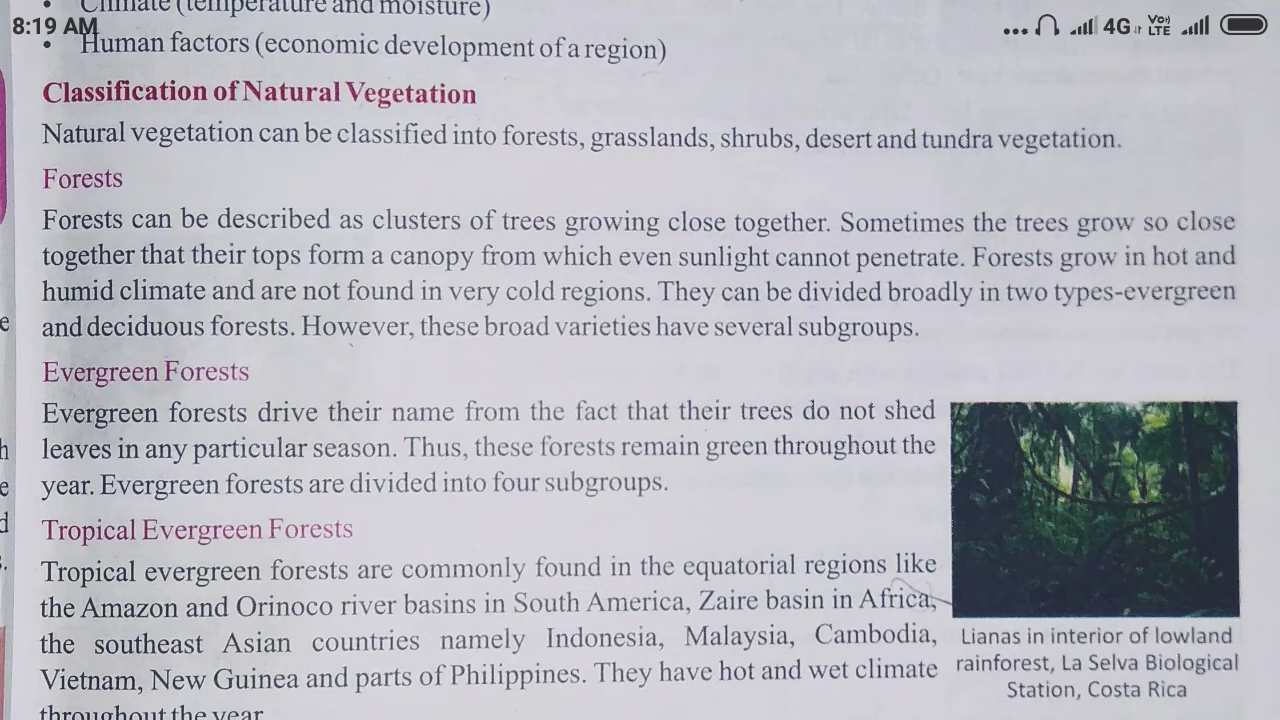 Climate (temperature and moisture)
8:19 AM
4G
Vo))
LTE
• Human factors (economic development of a region)
Classification of Natural Vegetation
Natural vegetation can be classified into forests, grasslands, shrubs, desert and tundra vegetation.
Forests
Forests can be described as clusters of trees growing close together. Sometimes the trees grow so close
together that their tops form a canopy from which even sunlight cannot penetrate. Forests grow in hot and
humid climate and are not found in very cold regions. They can be divided broadly in two types-evergreen
and deciduous forests. However, these broad varieties have several subgroups.
Evergreen Forests
Evergreen forests drive their name from the fact that their trees do not shed
leaves in any particular season. Thus, these forests remain green throughout the
year. Evergreen forests are divided into four subgroups.
Tropical Evergreen Forests
Tropical evergreen forests are commonly found in the equatorial regions like
the Amazon and Orinoco river basins in South America, Zaire basin in Africa,
the southeast Asian countries namely Indonesia, Malaysia, Cambodia,
Vietnam, New Guinea and parts of Philippines. They have hot and wet climate
throughout the year
Lianas in interior of lowland
rainforest, La Selva Biological
Station, Costa Rica